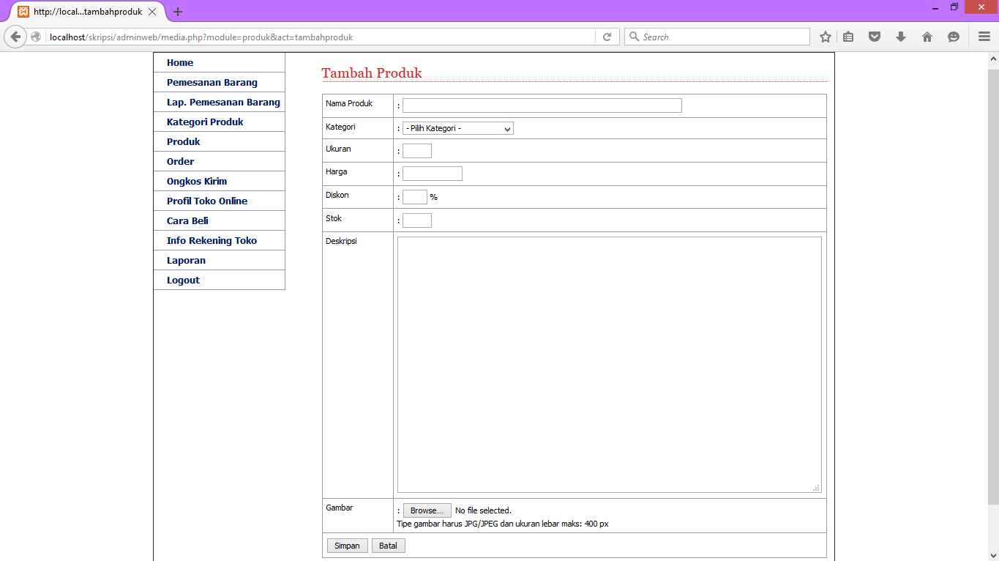 http://local...tambahproduk
localhost/skripsi/adminweb/media.php?module=produk&act=tambahproduk
Search
Home
Pemesanan Barang
Lap. Pemesanan Barang
Kategori Produk
Produk
Order
Ongkos Kirim
Profil Toko Online
Cara Beli
Info Rekening Toko
Laporan
Logout
Tambah Produk
Nama Produk :
Kategori : - Pilih Kategori -
Ukuran :
Harga :
Diskon : %
Stok :
Deskripsi
Gambar : Browse... No file selected.
Tipe gambar harus JPG/JPEG dan ukuran lebar maks: 400 px
Simpan Batal